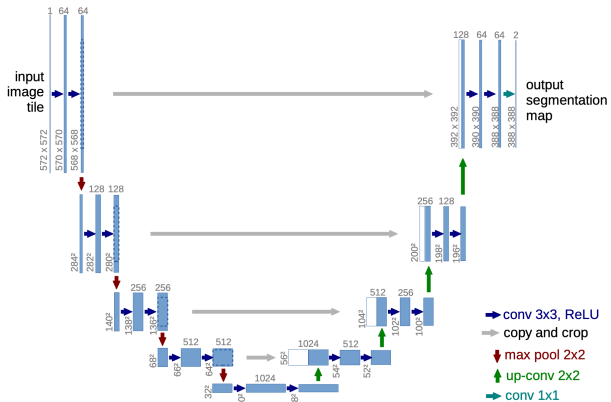 1 64 64
128 64 64 2
input
image
tile
output
segmentation
map
572 x 572
570 x 570
568 x 568
392 x 392
390 x 390
388 x 388
388 x 388
128 128
256 128
284²
282²
280²
200²
198²
196²
256 256
512 256
140²
138²
136²
104²
102²
100²
512 512
1024 512
68²
66²
64²
56²
54²
52²
1024
32²
0²
8²
conv 3x3, ReLU
copy and crop
max pool 2x2
up-conv 2x2
conv 1x1